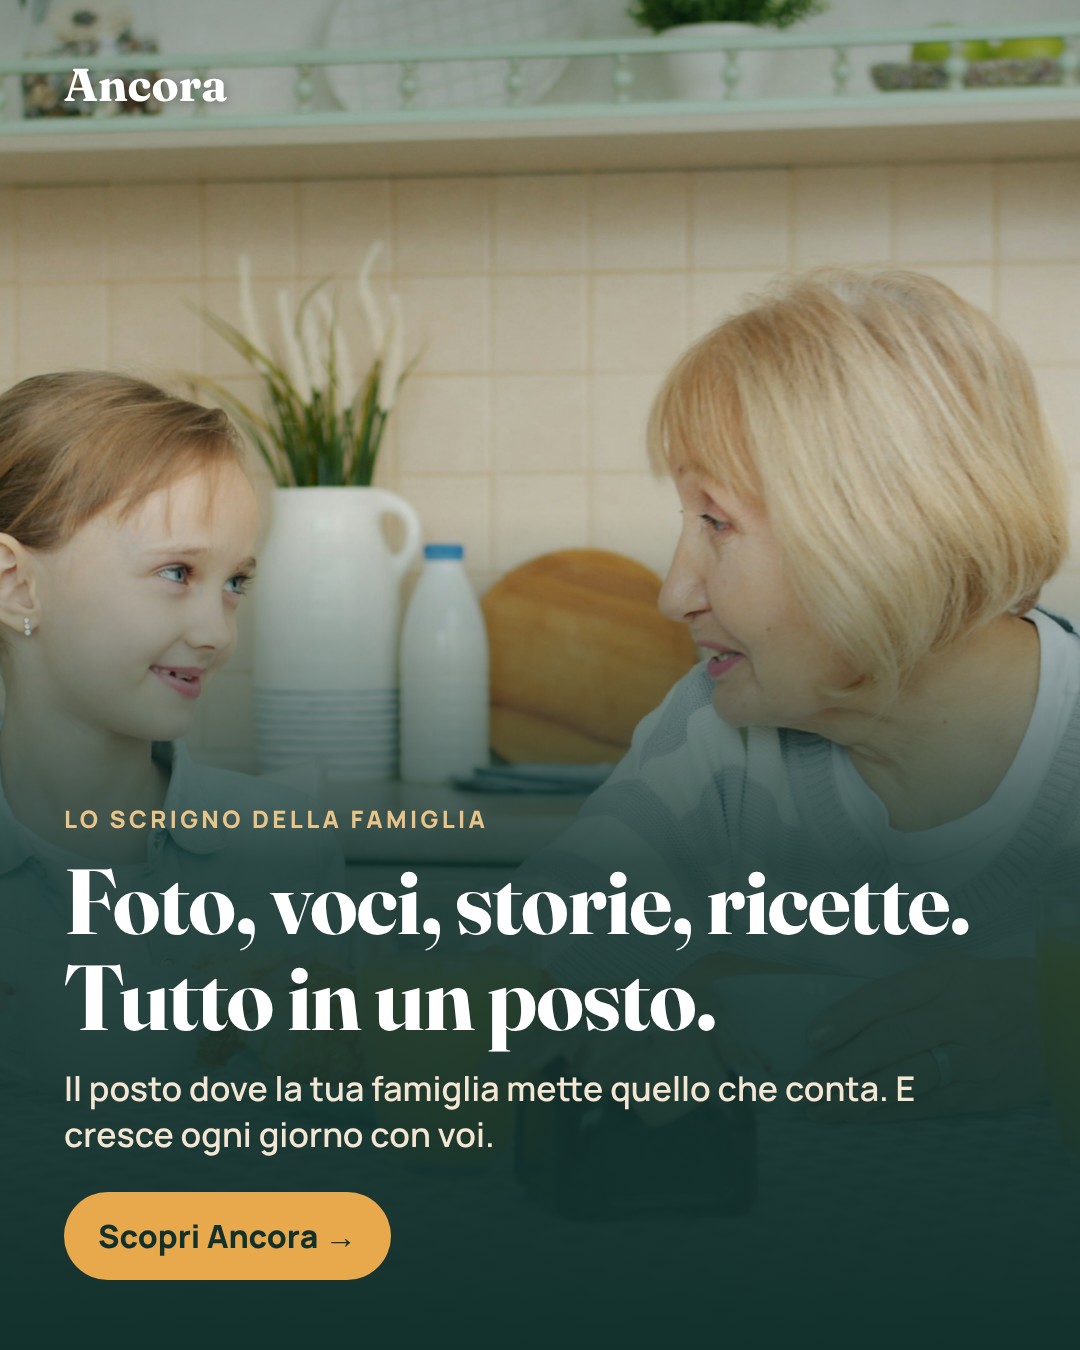 Ancora
LO SCRIGNO DELLA FAMIGLIA
Foto, voci, storie, ricette.
Tutto in un posto.
Il posto dove la tua famiglia mette quello che conta. E
cresce ogni giorno con voi.
Scopri Ancora →